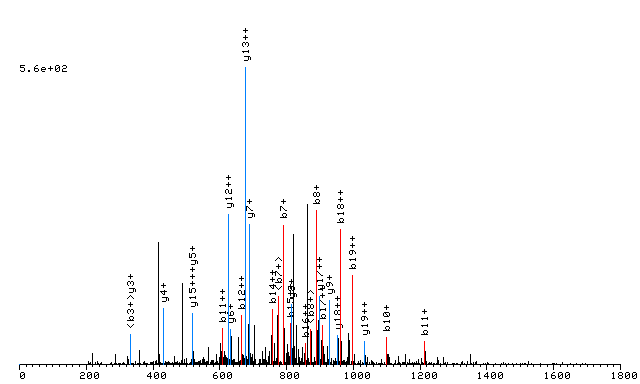 5.6e+02
<b3+>y3+
y4+
y15+++y5+
b11++
y12++
y6+
b12++
y13++
y7+
b14++
<b7+>
b7+
b15++
b16++
<b8+>
b8+
y17++
b17++
y9+
y18++
b18++
b19++
y19++
b10+
b11+
0 200 400 600 800 1000 1200 1400 1600 1800